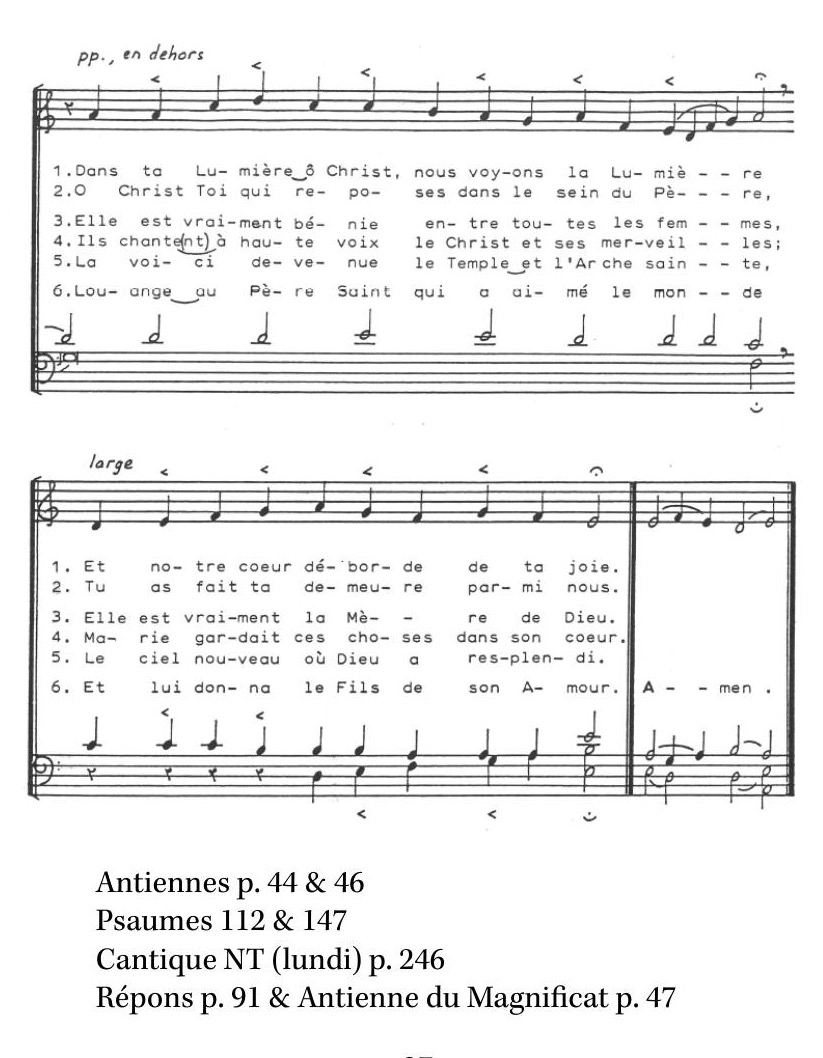 pp., en dehors
1.Dans ta Lu- mière ô Christ, nous voy-ons la Lu- miè - - re
2.O Christ Toi qui re- po- ses dans le sein du Pè- - - re,
3.Elle est vrai-ment bé- nie en- tre tou- tes les fem - - mes,
4.Ils chante(nt) à hau- te voix le Christ et ses mer-veil - - les;
5.La voi- ci de- ve- nue le Temple et l'Ar che sain - - te,
6.Lou- ange au Pè- re Saint qui a ai- mé le mon - - de
large
1. Et no- tre coeur dé- bor- de de ta joie.
2. Tu as fait ta de- meu- re par- mi nous.
3. Elle est vrai-ment la Mè- - re de Dieu.
4. Ma- rie gar-dait ces cho- ses dans son coeur.
5. Le ciel nou-veau où Dieu a res-plen- di.
6. Et lui don- na le Fils de son A- mour. A - - men .
Antiennes p. 44 & 46
Psaumes 112 & 147
Cantique NT (lundi) p. 246
Répons p. 91 & Antienne du Magnificat p. 47